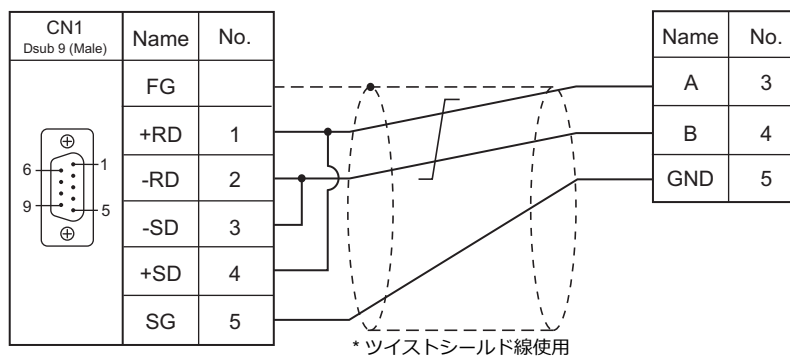 CN1
Dsub 9 (Male)
Name No.
FG
+RD 1
-RD 2
-SD 3
+SD 4
SG 5
6 1
9 5
Name No.
A 3
B 4
GND 5
* ツイストシールド線使用